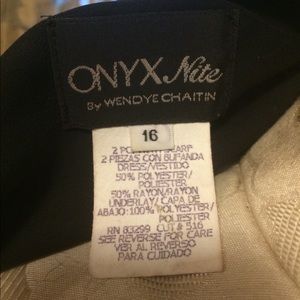 ONYX Nite
By WENDYE CHAITIN
16
2 PC. SCARF
2 PIEZAS CON BUFANDA
DRESS/VESTIDO
50% POLYESTER/
POLIESTER
50% RAYON/RAYON
UNDERLAY/CAPA DE
ABAJO:100% POLYESTER/
POLIESTER
RN 83299 CUT# 516
SEE REVERSE FOR CARE
VER AL REVERSO
PARA CUIDADO